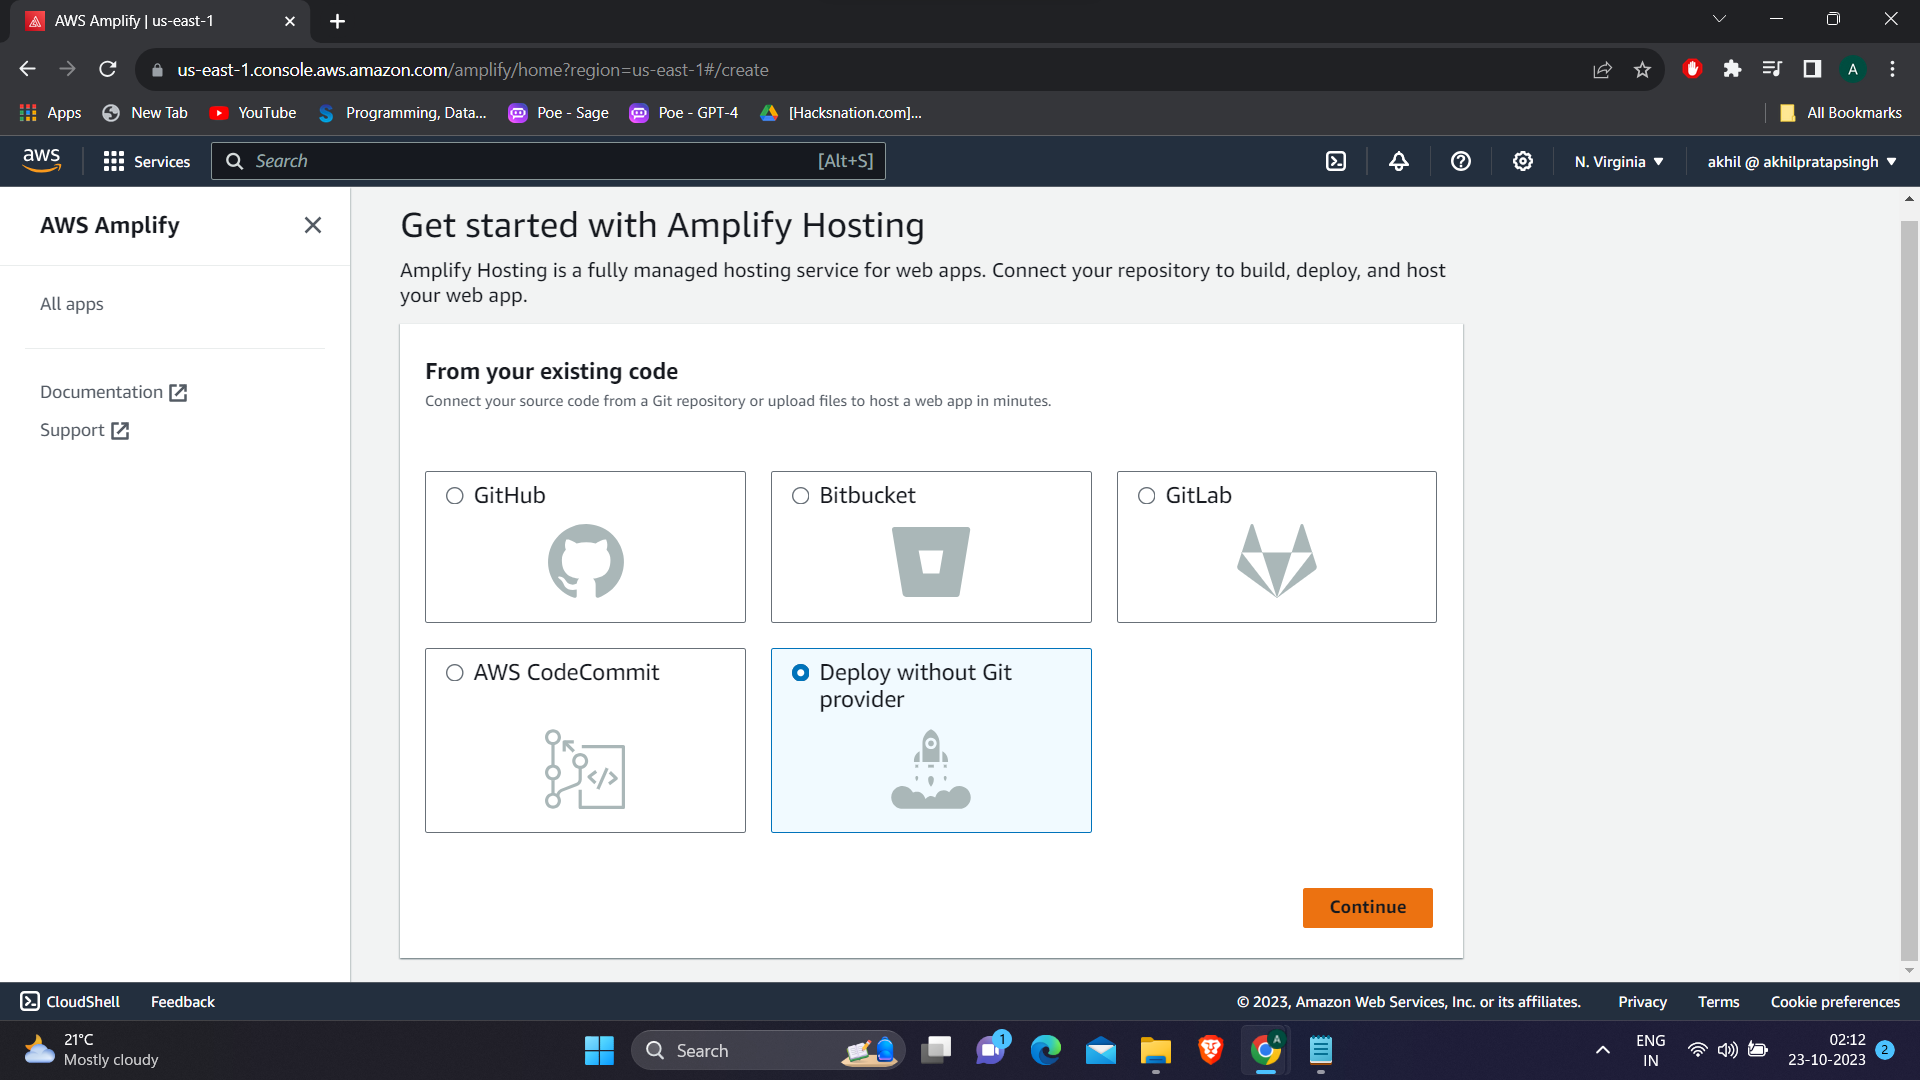 AWS Amplify | us-east-1
us-east-1.console.aws.amazon.com/amplify/home?region=us-east-1#/create
A
Apps
New Tab
YouTube
Programming, Data...
Poe - Sage
Poe - GPT-4
[Hacksnation.com]...
All Bookmarks
aws
Services
Search
[Alt+S]
N. Virginia
akhil @ akhilpratapsingh
AWS Amplify
All apps
Documentation
Support
Get started with Amplify Hosting
Amplify Hosting is a fully managed hosting service for web apps. Connect your repository to build, deploy, and host
your web app.
From your existing code
Connect your source code from a Git repository or upload files to host a web app in minutes.
GitHub
Bitbucket
GitLab
AWS CodeCommit
Deploy without Git
provider
Continue
CloudShell
Feedback
© 2023, Amazon Web Services, Inc. or its affiliates.
Privacy
Terms
Cookie preferences
21°C
Mostly cloudy
Search
1
A
ENG
IN
02:12
23-10-2023
2